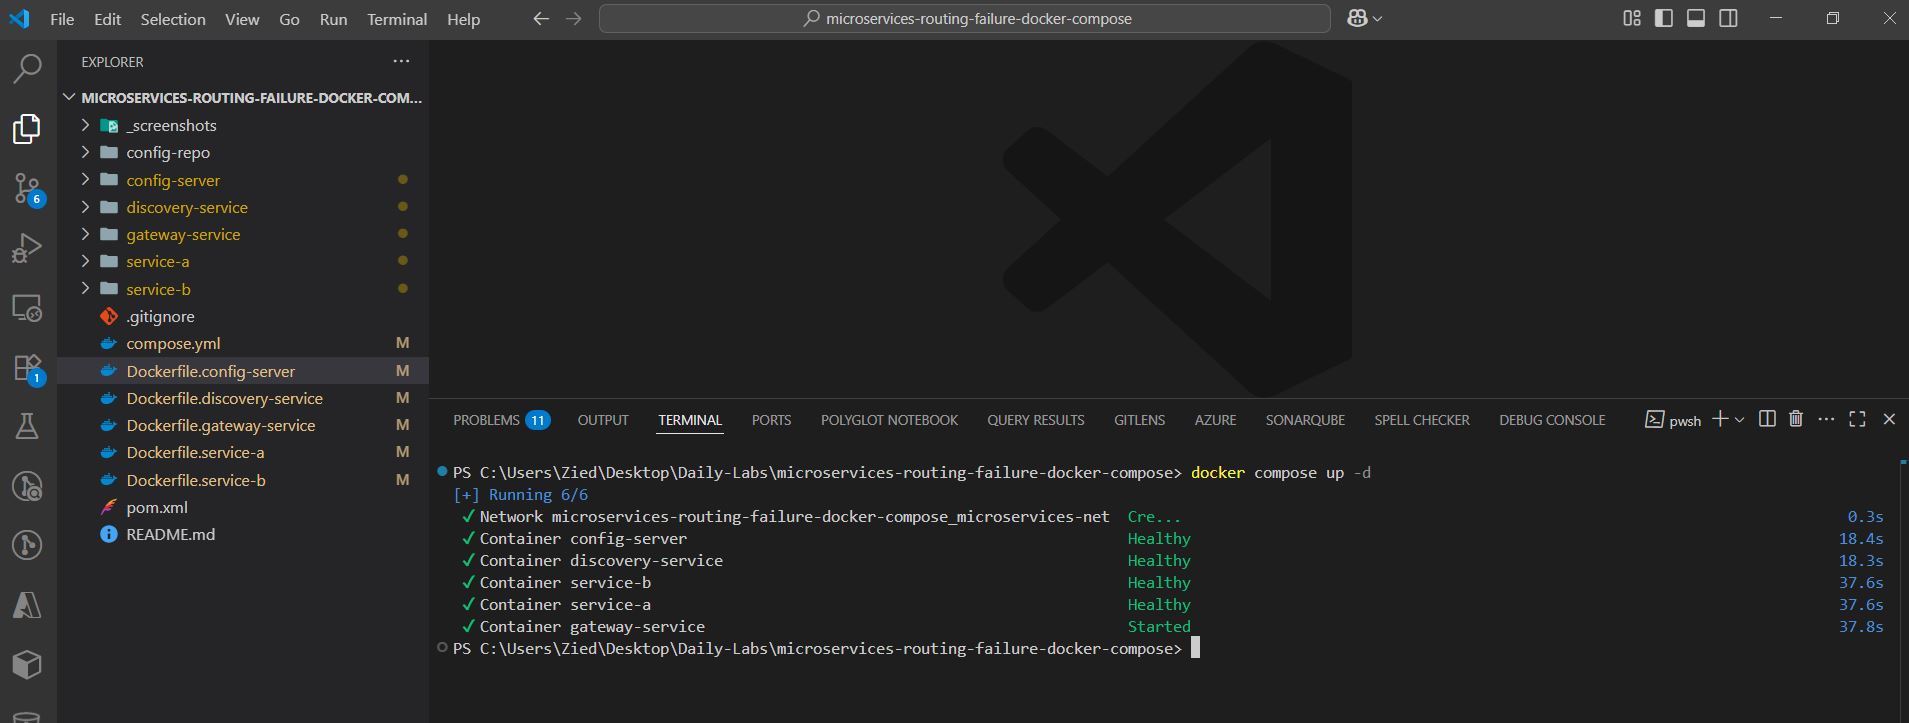 File Edit Selection View Go Run Terminal Help
microservices-routing-failure-docker-compose
EXPLORER
MICROSERVICES-ROUTING-FAILURE-DOCKER-COM...
_screenshots
config-repo
config-server
discovery-service
gateway-service
service-a
service-b
.gitignore
compose.yml M
Dockerfile.config-server M
Dockerfile.discovery-service M
Dockerfile.gateway-service M
Dockerfile.service-a M
Dockerfile.service-b M
pom.xml
README.md
6
1
PROBLEMS 11 OUTPUT TERMINAL PORTS POLYGLOT NOTEBOOK QUERY RESULTS GITLENS AZURE SONARQUBE SPELL CHECKER DEBUG CONSOLE pwsh
PS C:\Users\Zied\Desktop\Daily-Labs\microservices-routing-failure-docker-compose> docker compose up -d
[+] Running 6/6
✓ Network microservices-routing-failure-docker-compose_microservices-net Cre... 0.3s
✓ Container config-server Healthy 18.4s
✓ Container discovery-service Healthy 18.3s
✓ Container service-b Healthy 37.6s
✓ Container service-a Healthy 37.6s
✓ Container gateway-service Started 37.8s
PS C:\Users\Zied\Desktop\Daily-Labs\microservices-routing-failure-docker-compose>